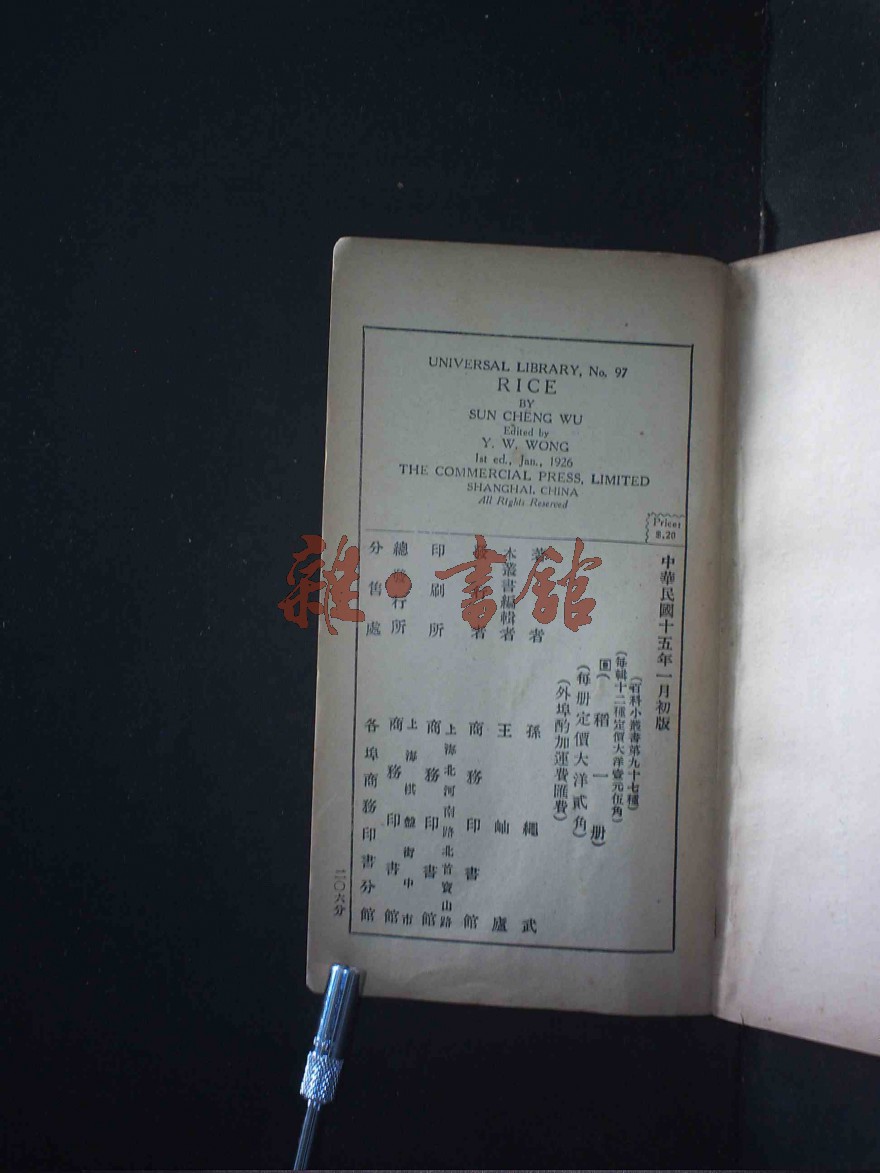 UNIVERSAL LIBRARY, No. 97
RICE
BY
SUN CHENG WU
Edited by
Y. W. WONG
1st ed., Jan., 1926
THE COMMERCIAL PRESS, LIMITED
SHANGHAI, CHINA
All Rights Reserved
Price:
$.20
中華民國十五年一月初版
(百科小叢書第九十七種)
(每輯十二種定價大洋壹元伍角)
稻一册
(每册定價大洋貳角)
(外埠酌加運費匯費)
著者 孫繩武
本叢書編輯者 王岫廬
發行者 商務印書館
印刷所 上海北河南路北首寶山路
商務印書館
總發行所 上海棋盤街中市
商務印書館
分售處 各埠商務印書分館
二〇六分
雜·書館